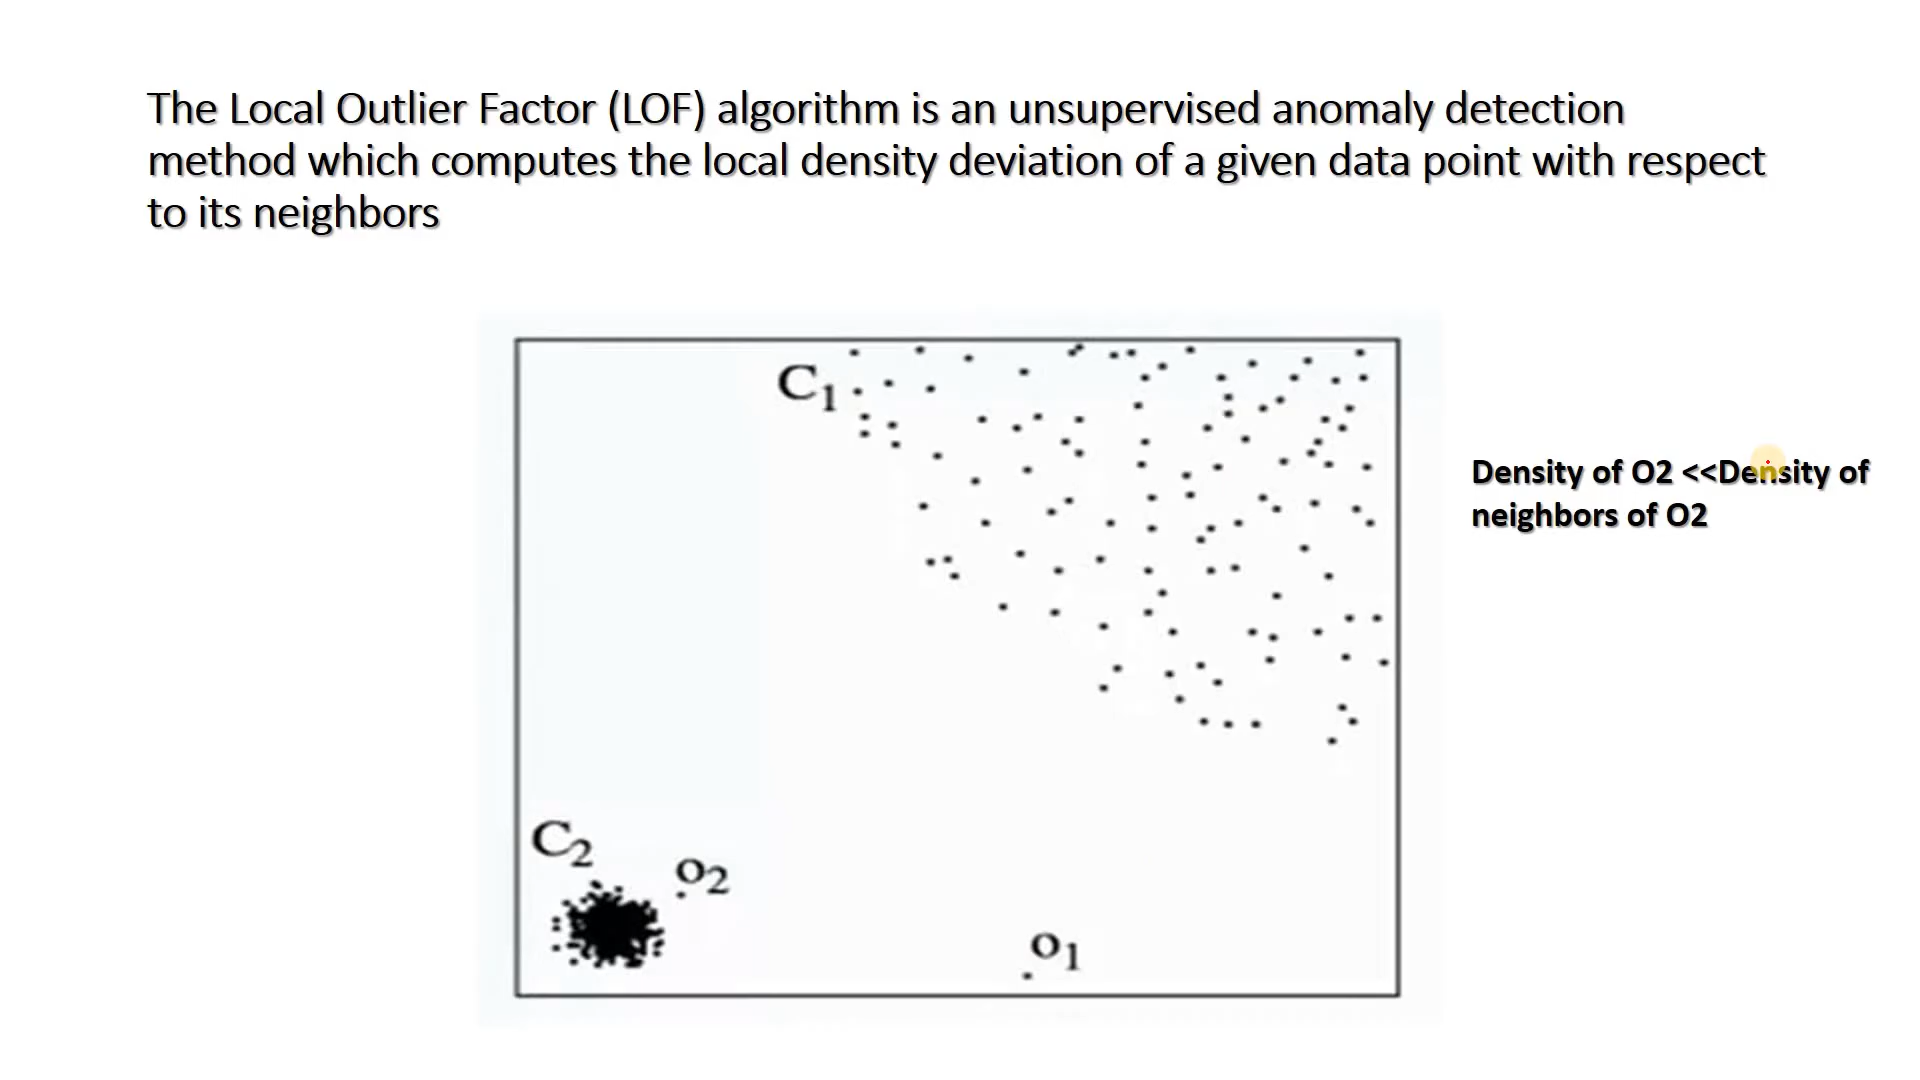 The Local Outlier Factor (LOF) algorithm is an unsupervised anomaly detection
method which computes the local density deviation of a given data point with respect
to its neighbors
C1
Density of O2 <<Density of
neighbors of O2
C2
o2
o1